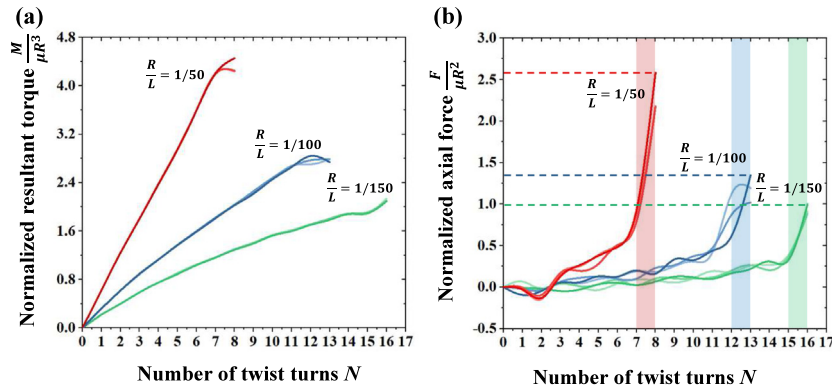 (a)
Normalized resultant torque M/μR³
4.8
3.6
2.4
1.2
0.0
R/L = 1/50
R/L = 1/100
R/L = 1/150
0 1 2 3 4 5 6 7 8 9 10 11 12 13 14 15 16 17
Number of twist turns N
(b)
Normalized axial force F/μR²
3.0
2.5
2.0
1.5
1.0
0.5
0.0
-0.5
R/L = 1/50
R/L = 1/100
R/L = 1/150
0 1 2 3 4 5 6 7 8 9 10 11 12 13 14 15 16 17
Number of twist turns N